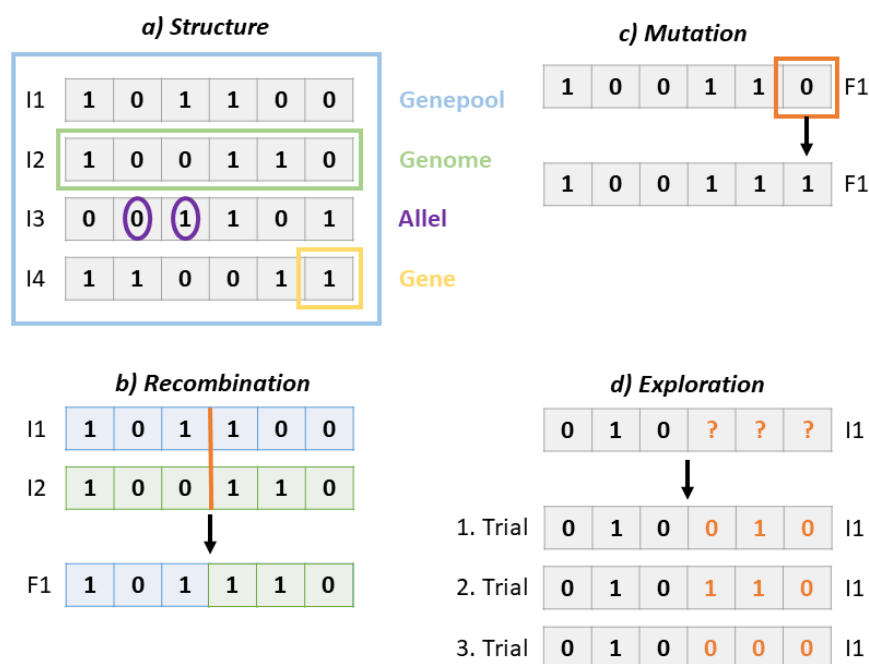 a) Structure
I1 1 0 1 1 0 0 Genepool
I2 1 0 0 1 1 0 Genome
I3 0 0 1 1 0 1 Allel
I4 1 1 0 0 1 1 Gene
b) Recombination
I1 1 0 1 1 0 0
I2 1 0 0 1 1 0
F1 1 0 1 1 1 0
c) Mutation
1 0 0 1 1 0 F1
1 0 0 1 1 1 F1
d) Exploration
0 1 0 ? ? ? I1
1. Trial 0 1 0 0 1 0 I1
2. Trial 0 1 0 1 1 0 I1
3. Trial 0 1 0 0 0 0 I1